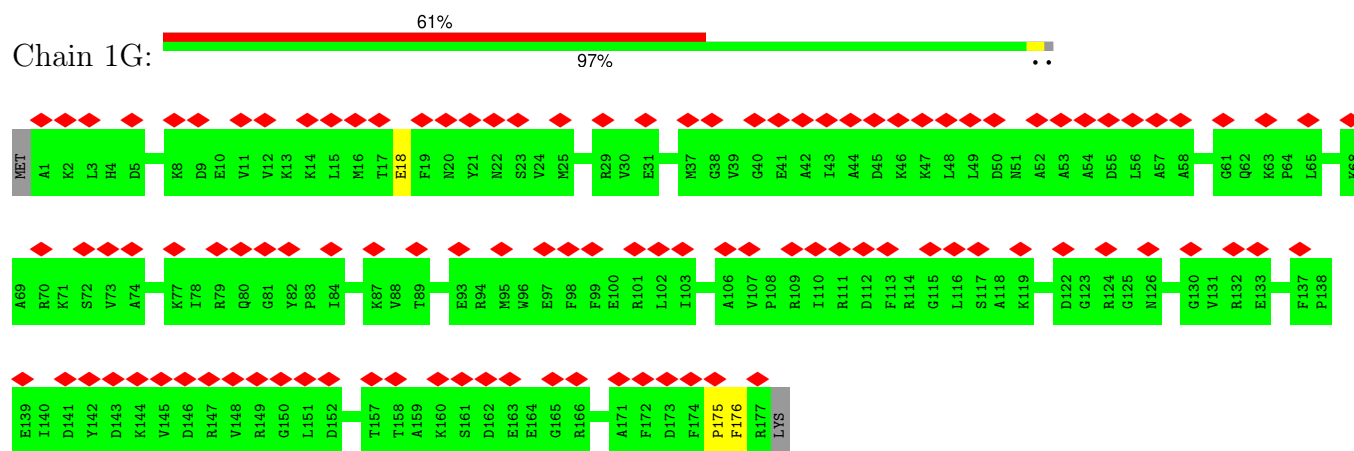 61%
Chain 1G:
97%
• •
MET A1 K2 L3 H4 D5 K8 D9 E10 V11 V12 K13 K14 L15 M16 T17 E18 F19 N20 Y21 N22 S23 V24 M25 R29 V30 E31 M37 G38 V39 G40 E41 A42 I43 A44 D45 K46 K47 L48 L49 D50 N51 A52 A53 A54 D55 L56 A57 A58 G61 Q62 K63 P64 L65 K68
A69 R70 K71 S72 V73 A74 K77 I78 R79 Q80 G81 Y82 P83 I84 K87 V88 T89 E93 R94 M95 W96 E97 F98 F99 E100 R101 L102 I103 A106 V107 P108 R109 I110 R111 D112 F113 R114 G115 L116 S117 A118 K119 D122 G123 R124 G125 N126 G130 V131 R132 E133 F137 P138
E139 I140 D141 Y142 D143 K144 V145 D146 R147 V148 R149 G150 L151 D152 T157 T158 A159 K160 S161 D162 E163 E164 G165 R166 A171 F172 D173 F174 P175 F176 R177 LYS